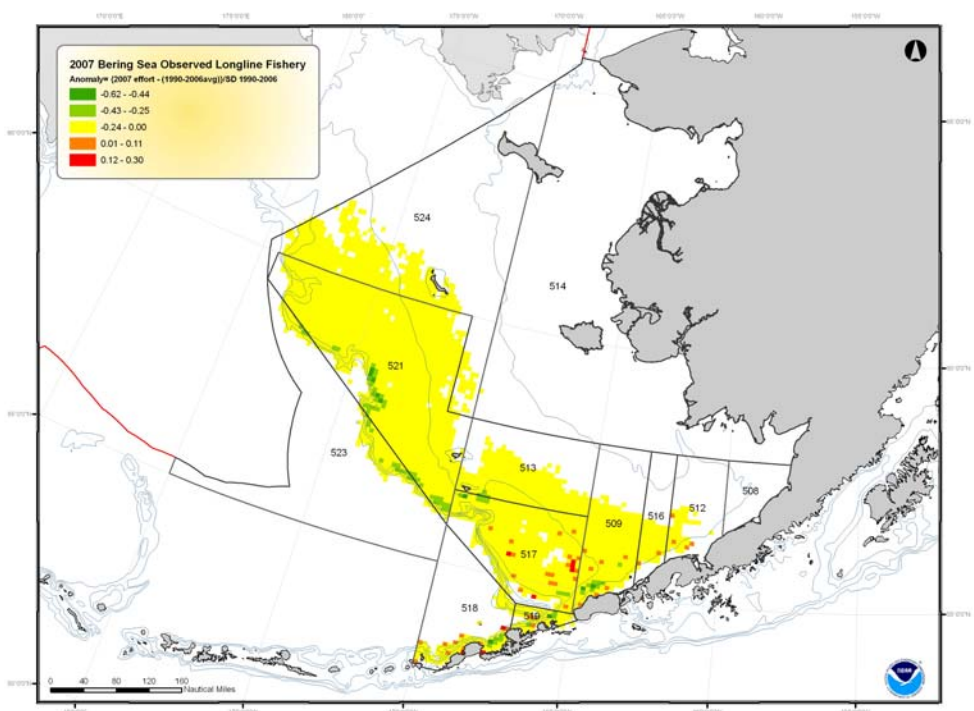 2007 Bering Sea Observed Longline Fishery
Anomaly= (2007 effort - (1990-2006avg))/SD 1990-2006
-0.62 - -0.44
-0.43 - -0.25
-0.24 - 0.00
0.01 - 0.11
0.12 - 0.30
524
514
521
523
513
508
512
516
509
517
518
519
0 40 80 120 160
Nautical Miles